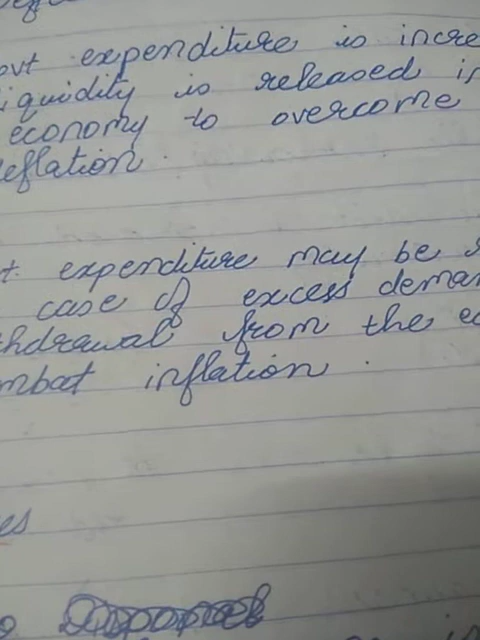 ovt expenditure is incre
iquidity is released i
economy to overcome
eflation.
t. expenditure may be
case of excess deman
hdrawal from the e
mbat inflation.
es